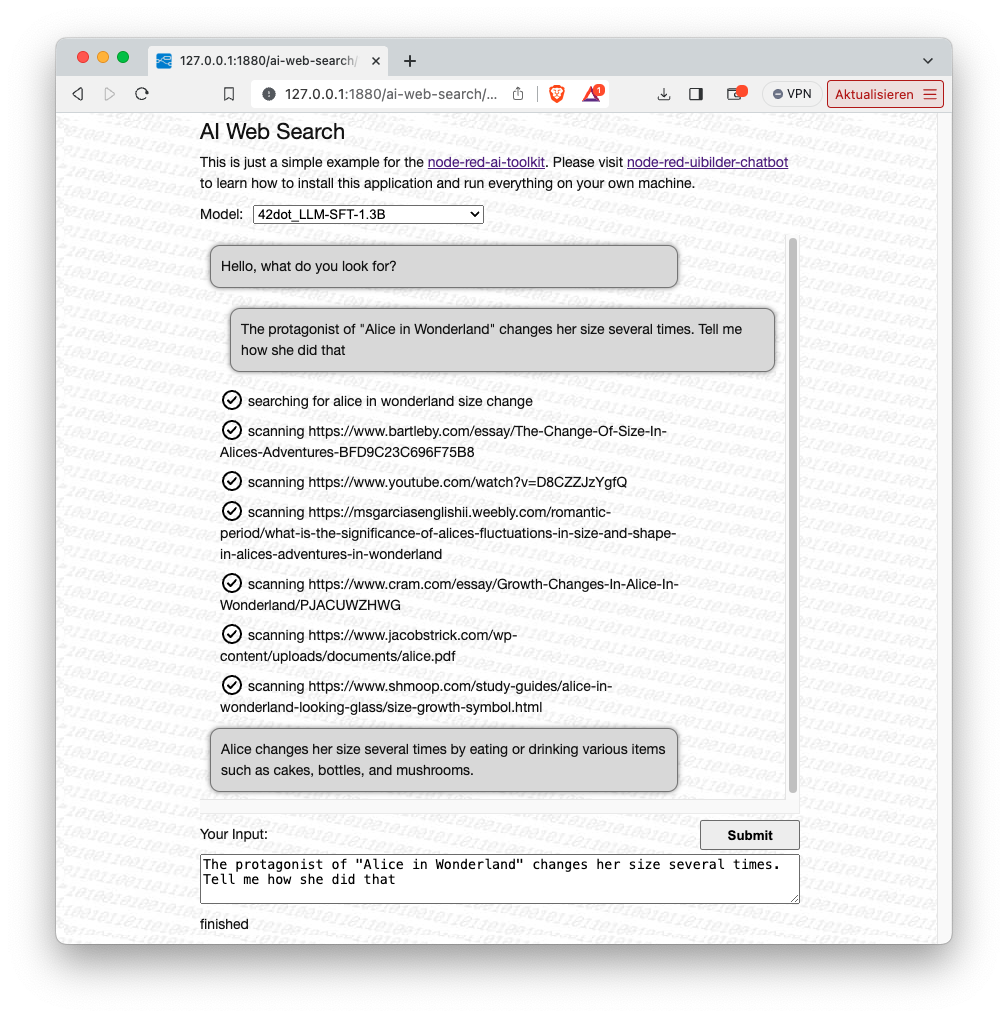 127.0.0.1:1880/ai-web-search/
127.0.0.1:1880/ai-web-search/...
1
VPN
Aktualisieren
AI Web Search
This is just a simple example for the node-red-ai-toolkit. Please visit node-red-uibilder-chatbot
to learn how to install this application and run everything on your own machine.
Model: 42dot_LLM-SFT-1.3B
Hello, what do you look for?
The protagonist of "Alice in Wonderland" changes her size several times. Tell me
how she did that
searching for alice in wonderland size change
scanning https://www.bartleby.com/essay/The-Change-Of-Size-In-
Alices-Adventures-BFD9C23C696F75B8
scanning https://www.youtube.com/watch?v=D8CZZJzYgfQ
scanning https://msgarciasenglishii.weebly.com/romantic-
period/what-is-the-significance-of-alices-fluctuations-in-size-and-shape-
in-alices-adventures-in-wonderland
scanning https://www.cram.com/essay/Growth-Changes-In-Alice-In-
Wonderland/PJACUWZHWG
scanning https://www.jacobstrick.com/wp-
content/uploads/documents/alice.pdf
scanning https://www.shmoop.com/study-guides/alice-in-
wonderland-looking-glass/size-growth-symbol.html
Alice changes her size several times by eating or drinking various items
such as cakes, bottles, and mushrooms.
Your Input:
Submit
The protagonist of "Alice in Wonderland" changes her size several times.
Tell me how she did that
finished